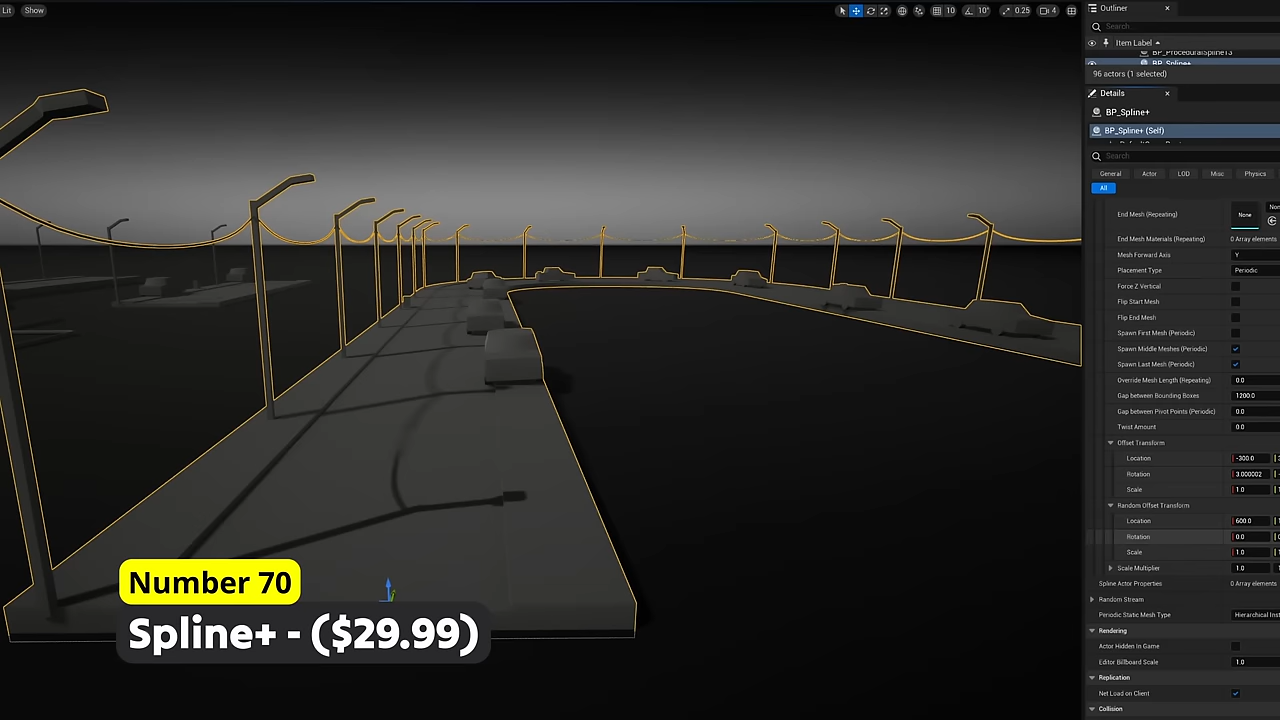 Lit Show
10 10° 0.25 4
Outliner
Search
Item Label
BP_ProceduralSpline13
BP_Spline+
96 actors (1 selected)
Details
BP_Spline+
BP_Spline+ (Self)
Search
General Actor LOD Misc Physics
All
End Mesh (Repeating) None
End Mesh Materials (Repeating) 0 Array elements
Mesh Forward Axis Y
Placement Type Periodic
Force Z Vertical
Flip Start Mesh
Flip End Mesh
Spawn First Mesh (Periodic)
Spawn Middle Meshes (Periodic)
Spawn Last Mesh (Periodic)
Override Mesh Length (Repeating) 0.0
Gap between Bounding Boxes 1200.0
Gap between Pivot Points (Periodic) 0.0
Twist Amount 0.0
Offset Transform
Location -300.0
Rotation 3.000002
Scale 1.0
Random Offset Transform
Location 600.0
Rotation 0.0
Scale 1.0
Scale Multiplier 1.0
Spline Actor Properties 0 Array elements
Random Stream
Periodic Static Mesh Type Hierarchical Inst
Rendering
Actor Hidden In Game
Editor Billboard Scale 1.0
Replication
Net Load on Client
Collision
Number 70
Spline+ - ($29.99)